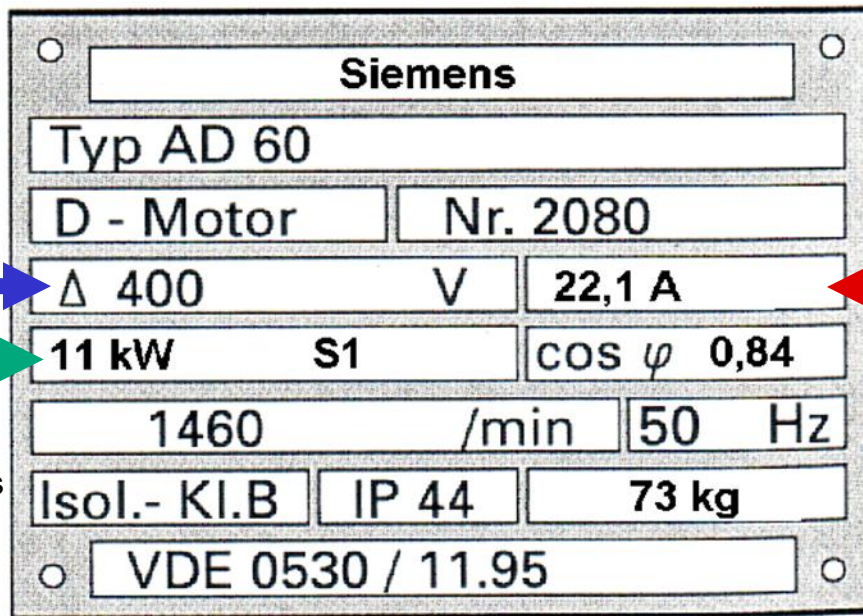 Siemens
Typ AD 60
D - Motor Nr. 2080
Δ 400 V 22,1 A
11 kW S1 cos φ 0,84
1460 /min 50 Hz
s
Isol.- Kl.B IP 44 73 kg
VDE 0530 / 11.95